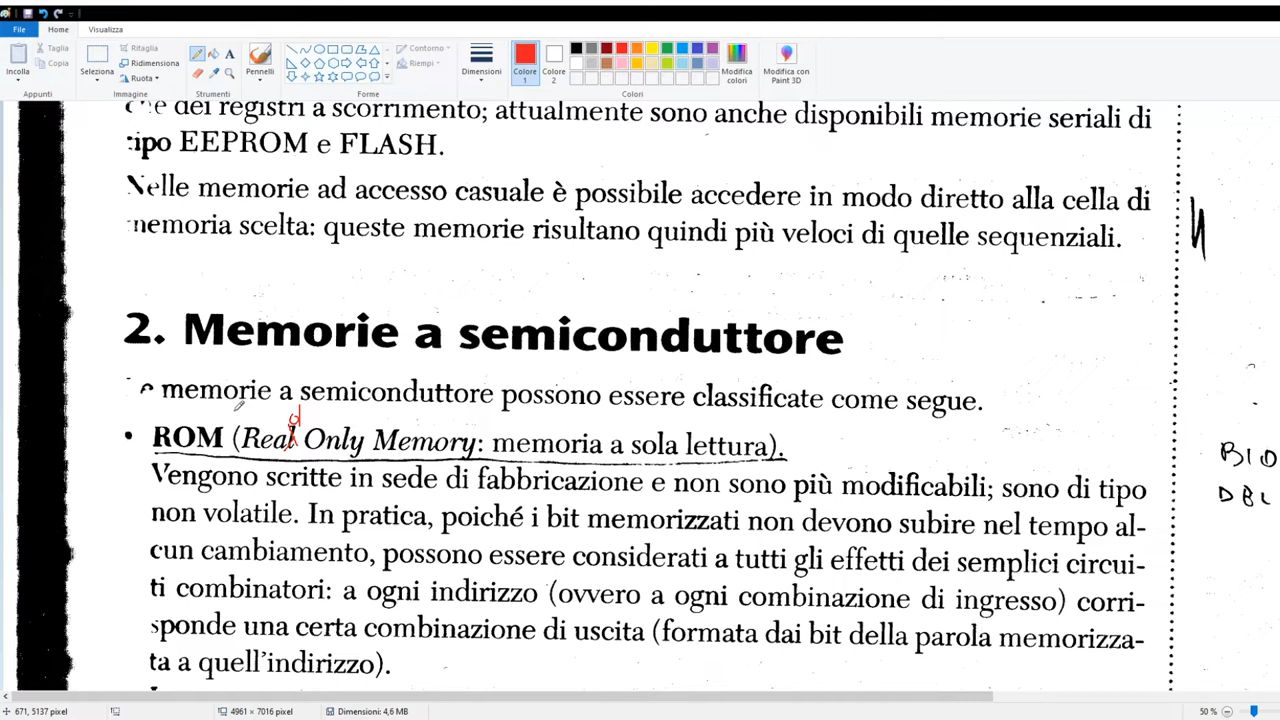 File Home Visualizza
Incolla
Taglia
Copia
Appunti
Seleziona
Ritaglia
Ridimensiona
Ruota
Immagine
A
Strumenti
Pennelli
Forme
Contorno
Riempi
Dimensioni
Colore
1
Colore
2
Modifica
colori
Colori
Modifica con
Paint 3D
che dei registri a scorrimento; attualmente sono anche disponibili memorie seriali di
tipo EEPROM e FLASH.
Nelle memorie ad accesso casuale è possibile accedere in modo diretto alla cella di
memoria scelta: queste memorie risultano quindi più veloci di quelle sequenziali.
2. Memorie a semiconduttore
memorie a semiconduttore possono essere classificate come segue.
d
• ROM (Real Only Memory: memoria a sola lettura).
Vengono scritte in sede di fabbricazione e non sono più modificabili; sono di tipo
non volatile. In pratica, poiché i bit memorizzati non devono subire nel tempo al-
cun cambiamento, possono essere considerati a tutti gli effetti dei semplici circui-
ti combinatori: a ogni indirizzo (ovvero a ogni combinazione di ingresso) corri-
sponde una certa combinazione di uscita (formata dai bit della parola memorizza-
ta a quell'indirizzo).
BIO
671, 5137 pixel
4961 × 7016 pixel
Dimensioni: 4,6 MB
50 %